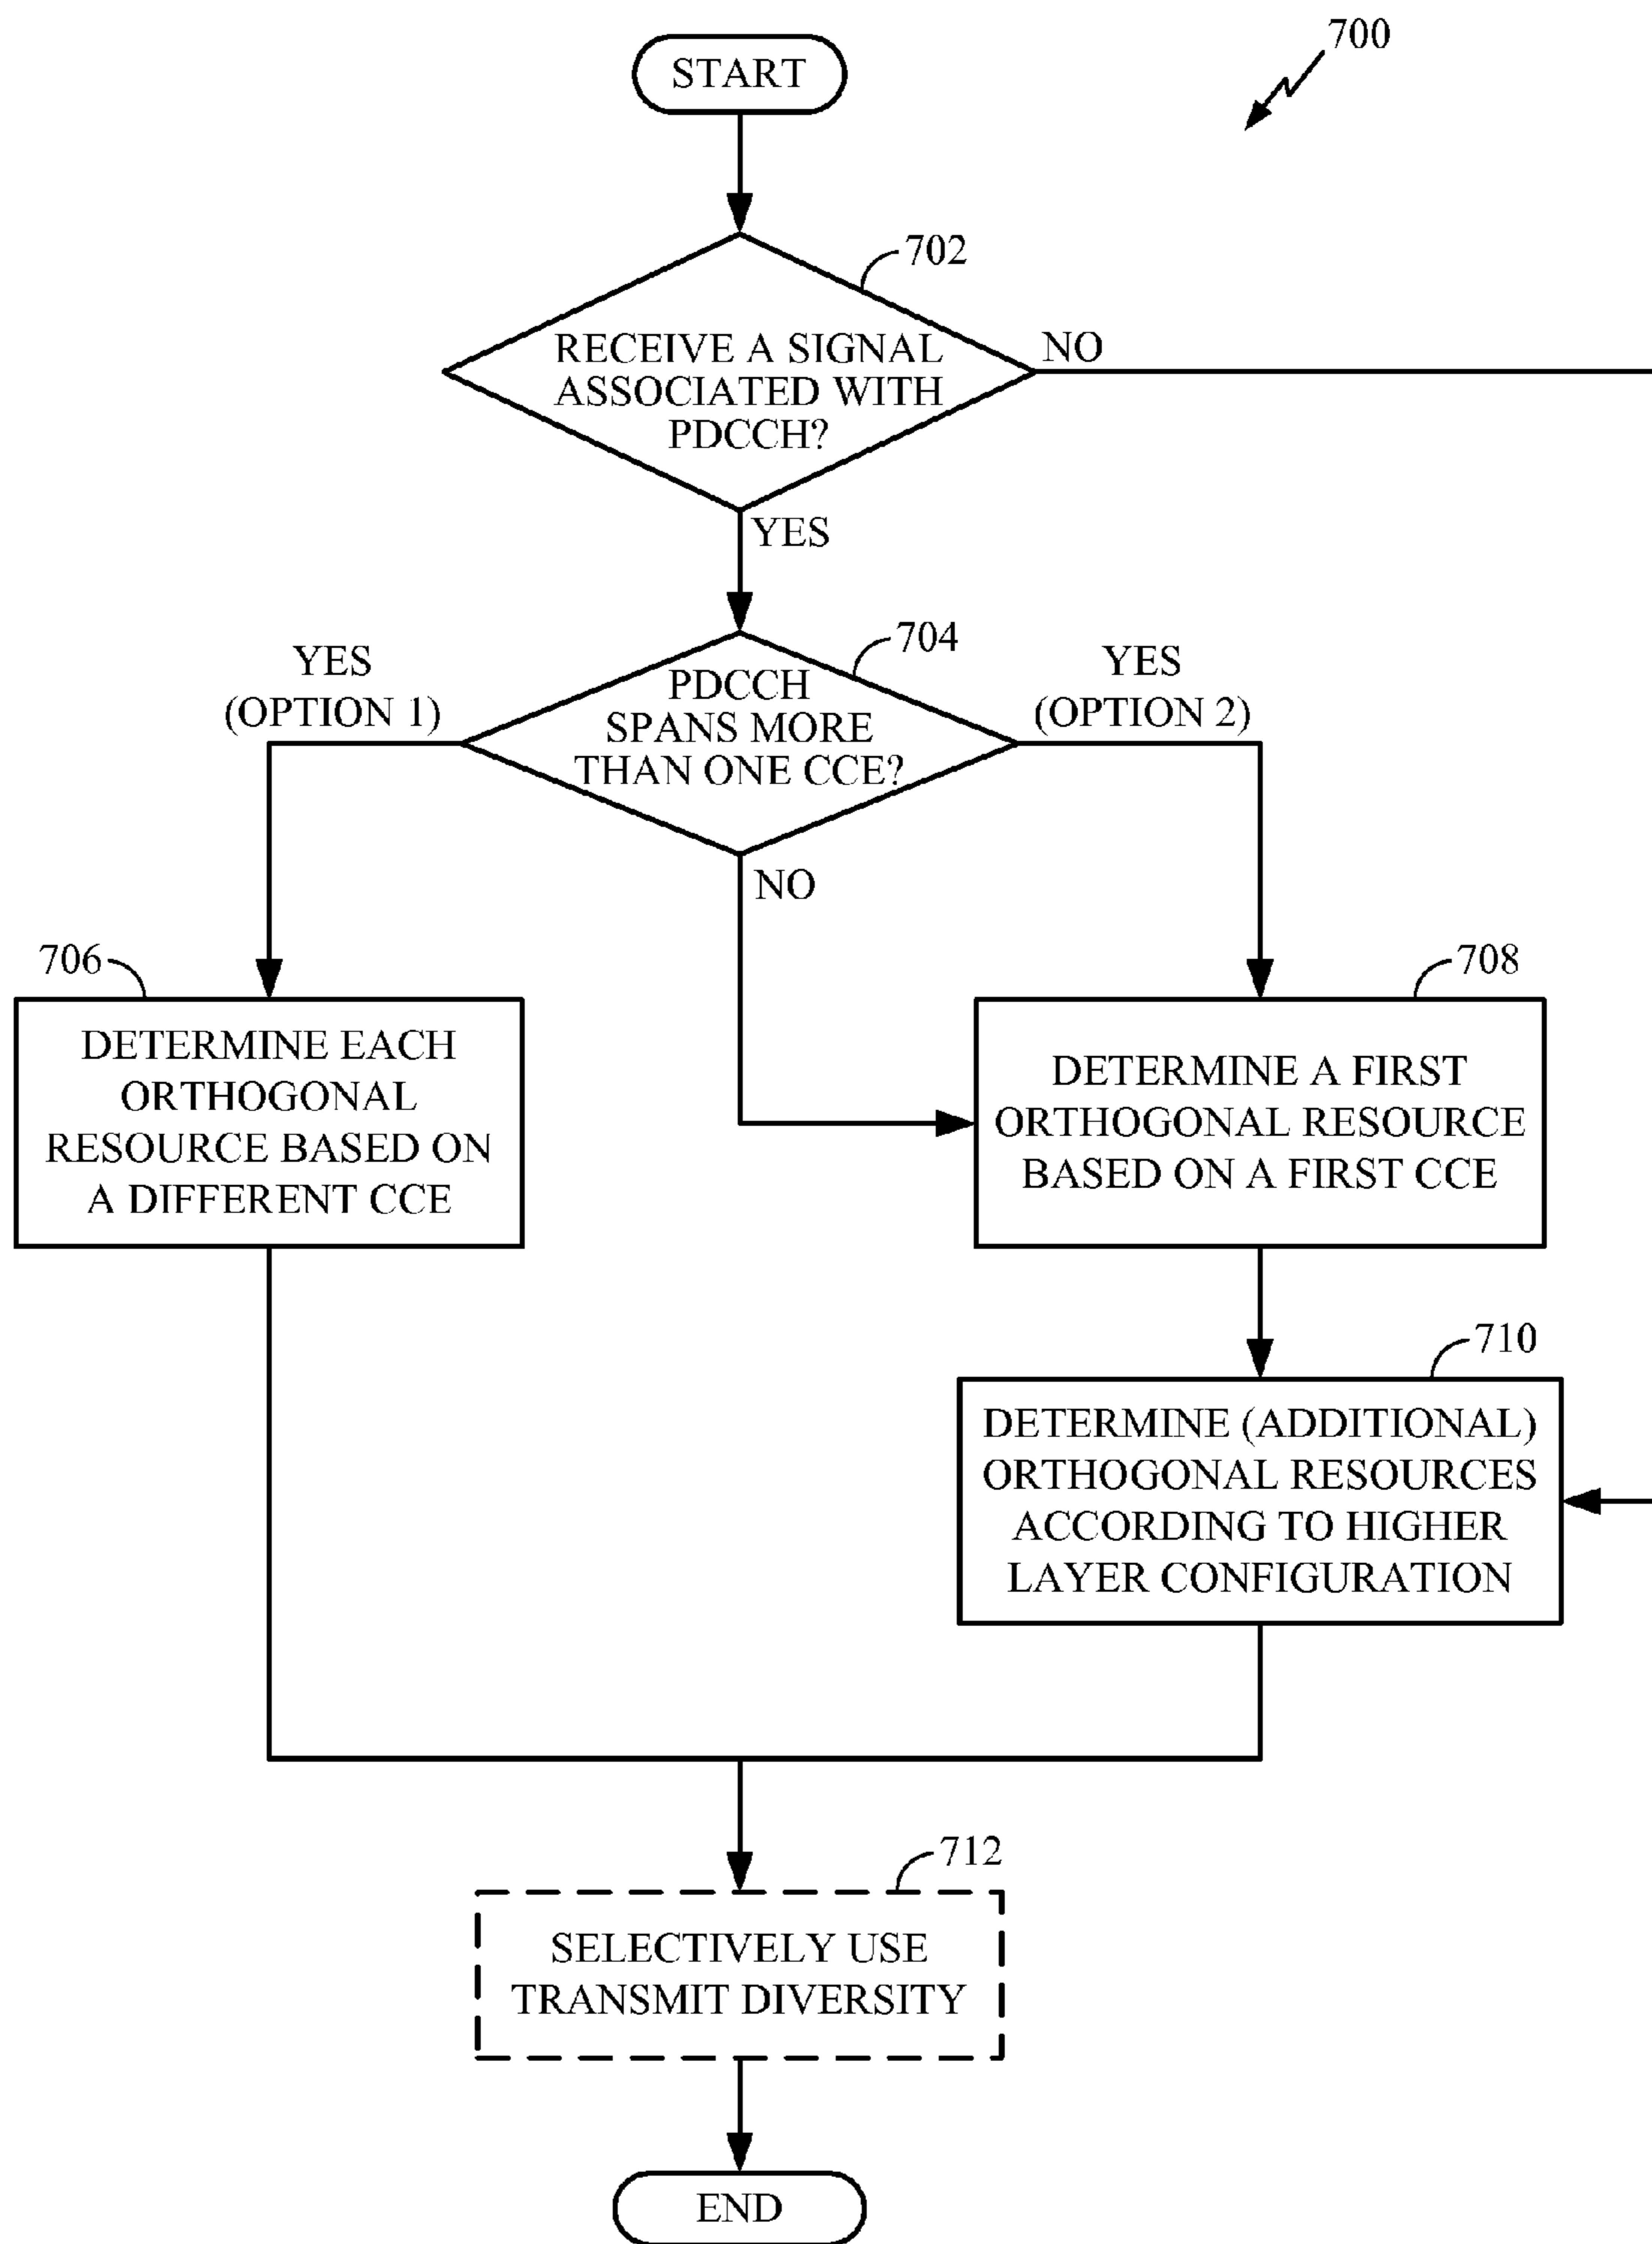 700
START
702
RECEIVE A SIGNAL
ASSOCIATED WITH
PDCCH?
NO
YES
704
YES
(OPTION 1)
PDCCH
SPANS MORE
THAN ONE CCE?
YES
(OPTION 2)
NO
706
DETERMINE EACH
ORTHOGONAL
RESOURCE BASED ON
A DIFFERENT CCE
708
DETERMINE A FIRST
ORTHOGONAL RESOURCE
BASED ON A FIRST CCE
710
DETERMINE (ADDITIONAL)
ORTHOGONAL RESOURCES
ACCORDING TO HIGHER
LAYER CONFIGURATION
712
SELECTIVELY USE
TRANSMIT DIVERSITY
END